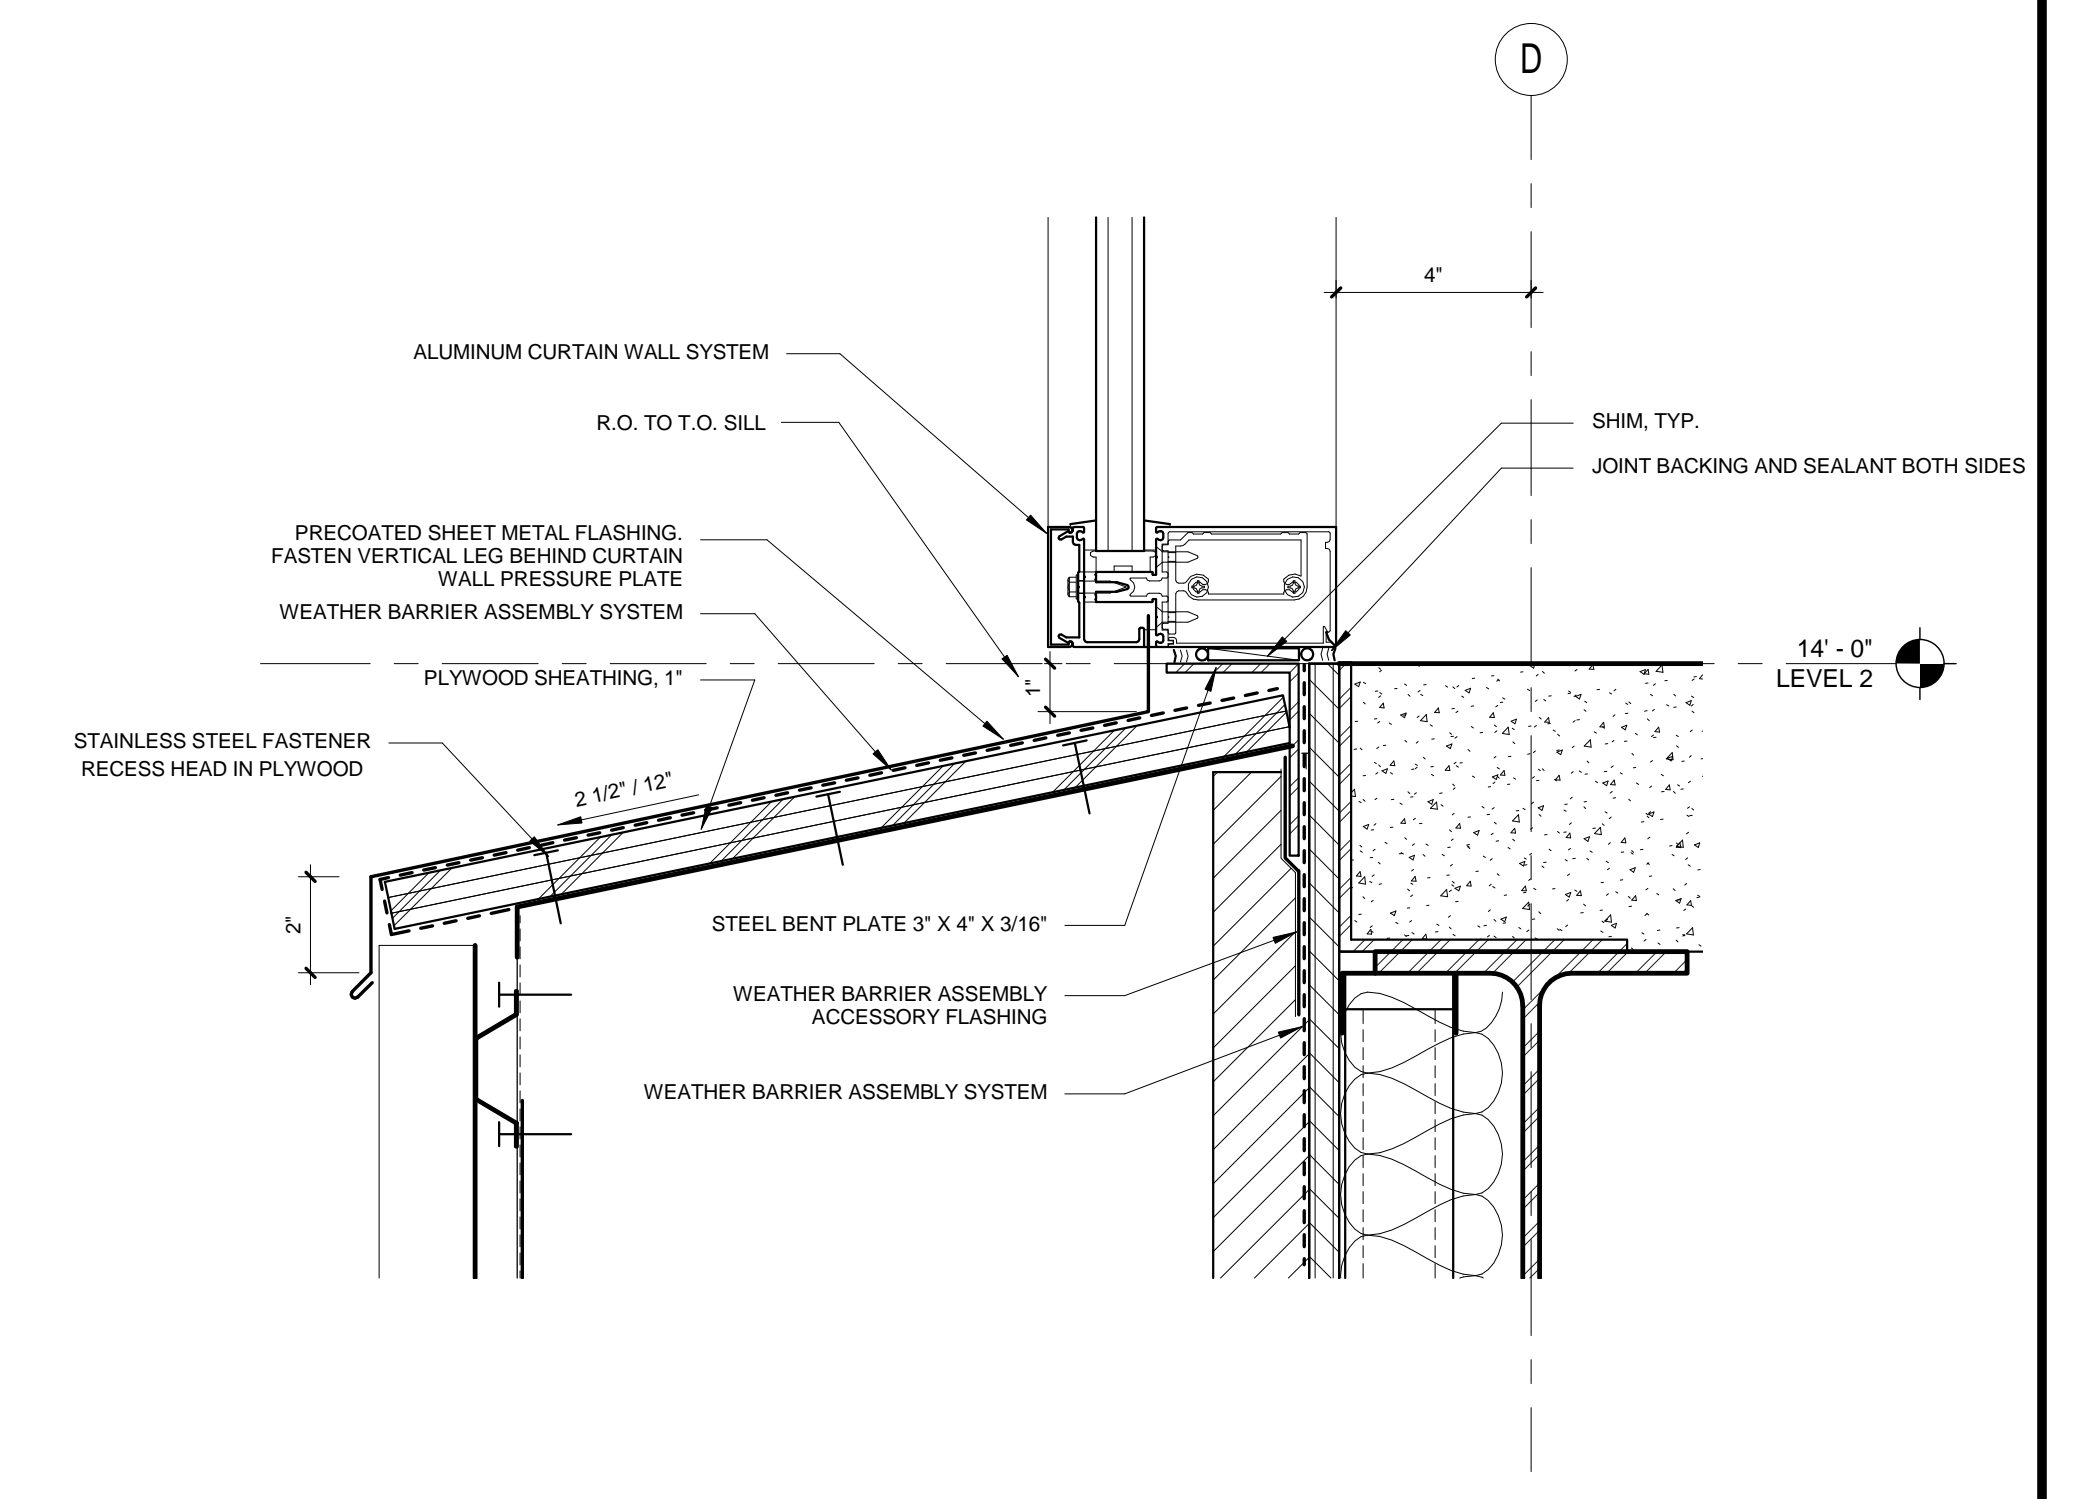 D
4"
ALUMINUM CURTAIN WALL SYSTEM
R.O. TO T.O. SILL
SHIM, TYP.
JOINT BACKING AND SEALANT BOTH SIDES
PRECOATED SHEET METAL FLASHING.
FASTEN VERTICAL LEG BEHIND CURTAIN
WALL PRESSURE PLATE
WEATHER BARRIER ASSEMBLY SYSTEM
14' - 0"
LEVEL 2
PLYWOOD SHEATHING, 1"
1"
STAINLESS STEEL FASTENER
RECESS HEAD IN PLYWOOD
2 1/2" / 12"
2"
STEEL BENT PLATE 3" X 4" X 3/16"
WEATHER BARRIER ASSEMBLY
ACCESSORY FLASHING
WEATHER BARRIER ASSEMBLY SYSTEM